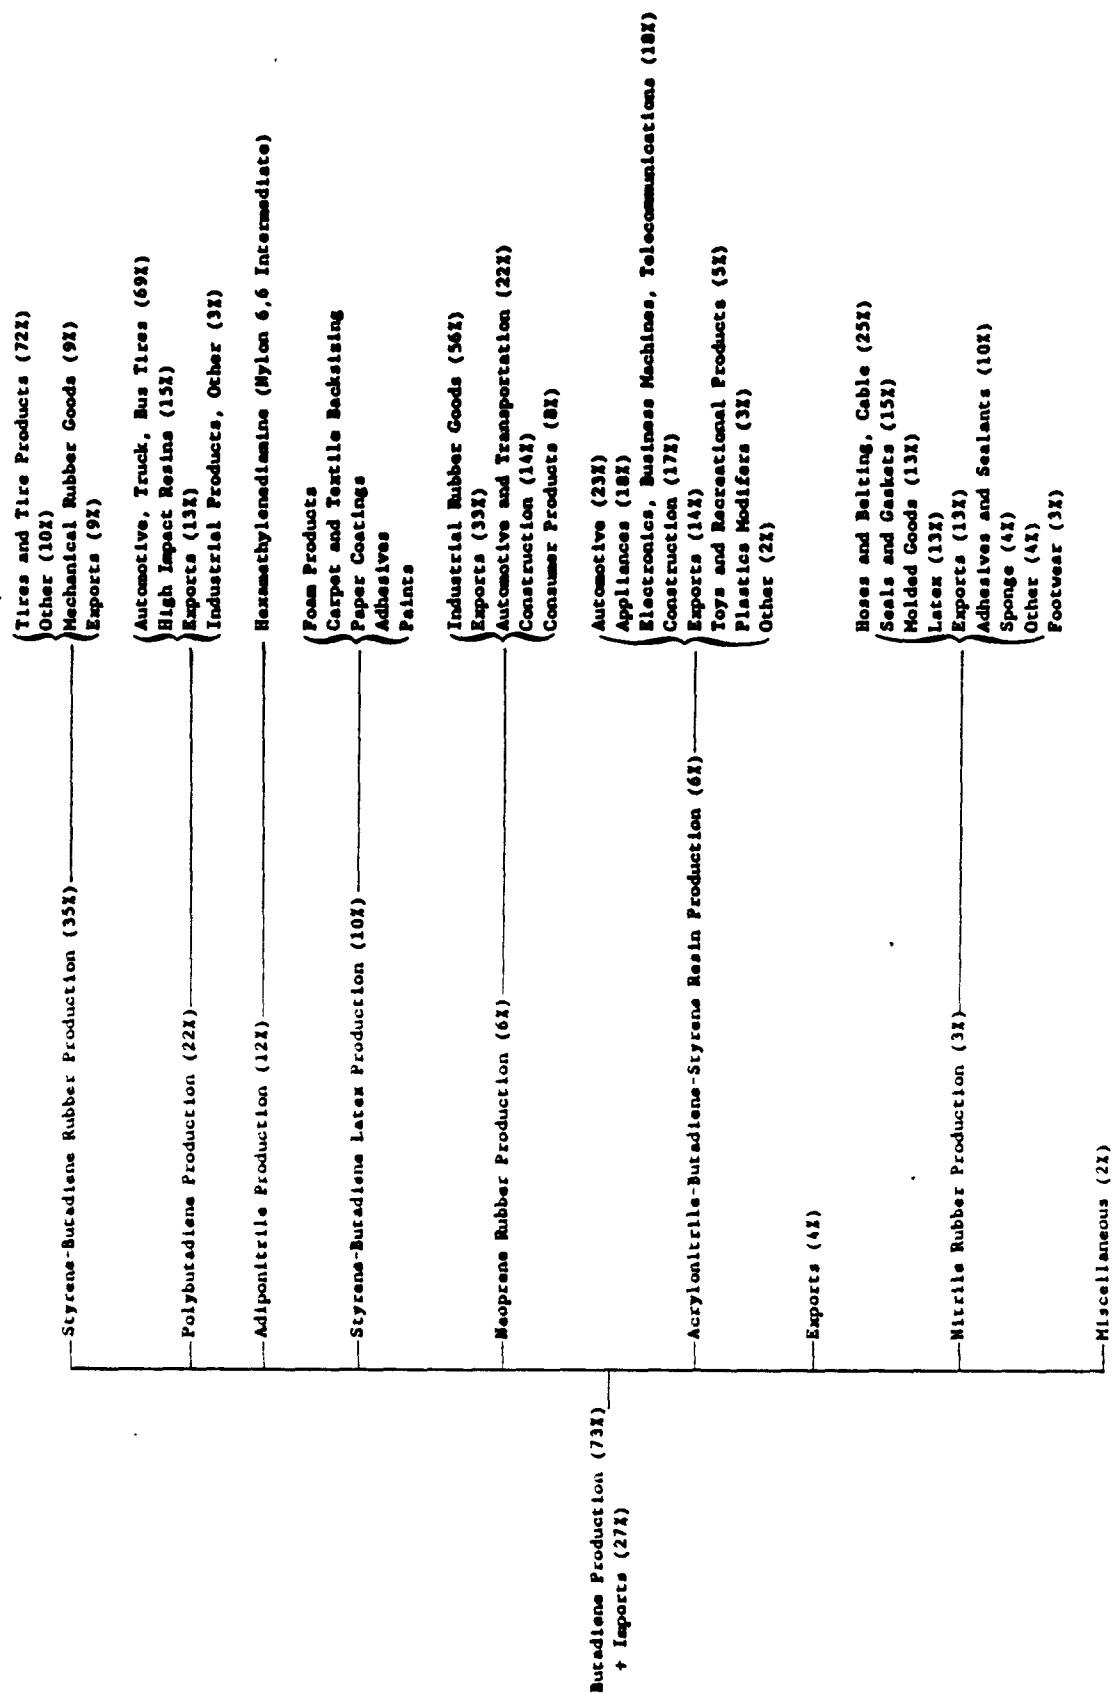 Butadiene Production (73%)
+ Imports (27%)
Styrene-Butadiene Rubber Production (35%)
Tires and Tire Products (72%)
Other (10%)
Mechanical Rubber Goods (9%)
Exports (9%)
Polybutadiene Production (22%)
Automotive, Truck, Bus Tires (69%)
High Impact Resins (15%)
Exports (13%)
Industrial Products, Other (3%)
Adiponitrile Production (12%)
Hexamethylenediamine (Nylon 6,6 Intermediate)
Styrene-Butadiene Latex Production (10%)
Foam Products
Carpet and Textile Backsizing
Paper Coatings
Adhesives
Paints
Neoprene Rubber Production (6%)
Industrial Rubber Goods (56%)
Exports (33%)
Automotive and Transportation (22%)
Construction (14%)
Consumer Products (8%)
Acrylonitrile-Butadiene-Styrene Resin Production (6%)
Automotive (23%)
Appliances (18%)
Electronics, Business Machines, Telecommunications (18%)
Construction (17%)
Exports (14%)
Toys and Recreational Products (5%)
Plastics Modifers (3%)
Other (2%)
Exports (4%)
Nitrile Rubber Production (3%)
Hoses and Belting, Cable (25%)
Seals and Gaskets (15%)
Molded Goods (13%)
Latex (13%)
Exports (13%)
Adhesives and Sealants (10%)
Sponge (4%)
Other (4%)
Footwear (3%)
Miscellaneous (2%)